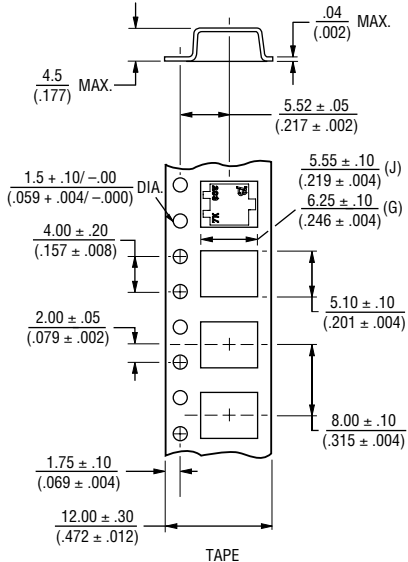 .04
(.002) MAX.
4.5
(.177) MAX.
5.52 ± .05
(.217 ± .002)
1.5 + .10/ -.00
(.059 + .004/ -.000) DIA.
5.55 ± .10
(.219 ± .004) (J)
6.25 ± .10
(.246 ± .004) (G)
4.00 ± .20
(.157 ± .008)
5.10 ± .10
(.201 ± .004)
2.00 ± .05
(.079 ± .002)
8.00 ± .10
(.315 ± .004)
1.75 ± .10
(.069 ± .004)
12.00 ± .30
(.472 ± .012)
TAPE